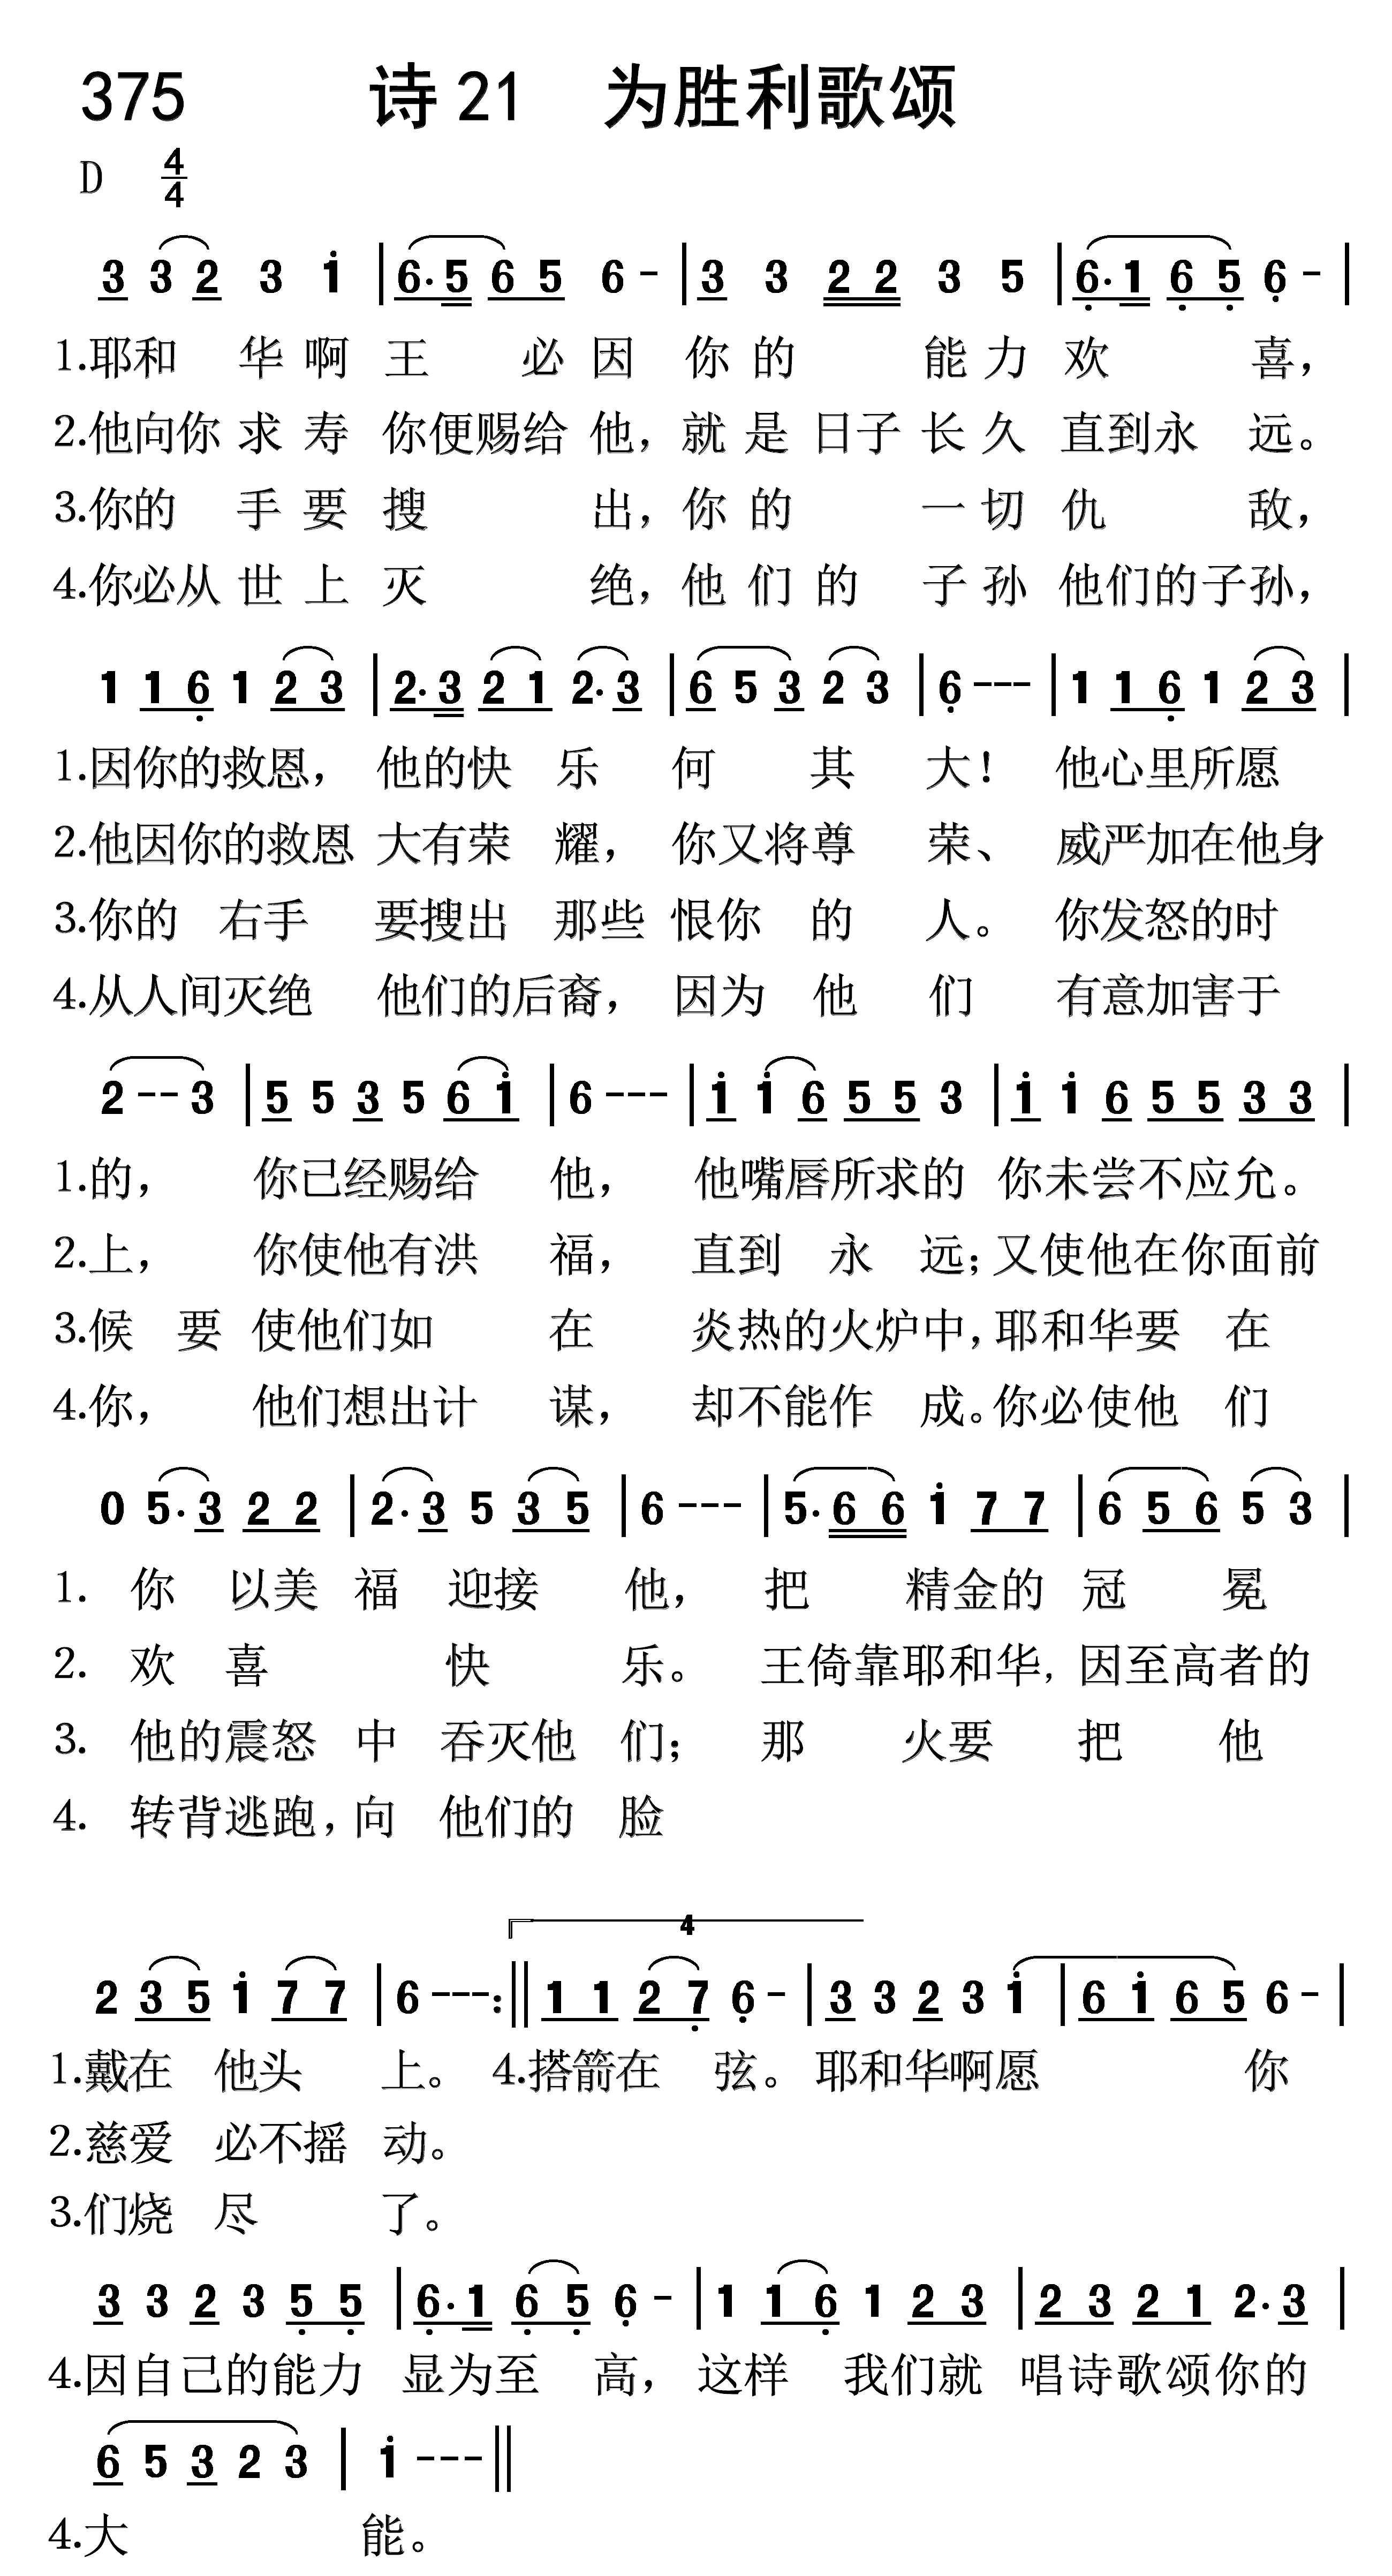 375 诗21 为胜利歌颂
D 4/4
3 3 2 3 i | 6· 5 6 5 6 - | 3 3 2 2 3 5 | 6· 1 6 5 6 - |
1.耶和 华 啊 王 必 因 你 的 能 力 欢 喜，
2.他向你 求 寿 你便赐给 他，就 是 日子 长 久 直到永 远。
3.你的 手 要 搜 出，你 的 一 切 仇 敌，
4.你必从 世 上 灭 绝，他 们 的 子 孙 他们的子孙，
1 1 6 1 2 3 | 2· 3 2 1 2· 3 | 6 5 3 2 3 | 6 --- | 1 1 6 1 2 3 |
1.因你的救恩， 他的快 乐 何 其 大！ 他心里所愿
2.他因你的救恩 大有荣 耀， 你又将尊 荣、 威严加在他身
3.你的 右手 要搜出 那些 恨你 的 人。 你发怒的时
4.从人间灭绝 他们的后裔， 因为 他 们 有意加害于
2 -- 3 | 5 5 3 5 6 i | 6 --- | i i 6 5 5 3 | i i 6 5 5 3 3 |
1.的， 你已经赐给 他， 他嘴唇所求的 你未尝不应允。
2.上， 你使他有洪 福， 直到 永 远；又使他在你面前
3.候 要 使他们如 在 炎热的火炉中，耶和华要 在
4.你， 他们想出计 谋， 却不能作 成。你必使他 们
0 5· 3 2 2 | 2· 3 5 3 5 | 6 --- | 5· 6 6 i 7 7 | 6 5 6 5 3 |
1. 你 以美 福 迎接 他， 把 精金的 冠 冕
2. 欢 喜 快 乐。 王倚靠耶和华，因至高者的
3. 他的震怒 中 吞灭他 们； 那 火要 把 他
4. 转背逃跑，向 他们的 脸
4
2 3 5 i 7 7 | 6 ---:|| 1 1 2 7 6 - | 3 3 2 3 i | 6 i 6 5 6 - |
1.戴在 他头 上。 4.搭箭在 弦。 耶和华啊愿 你
2.慈爱 必不摇 动。
3.们烧 尽 了。
3 3 2 3 5 5 | 6· 1 6 5 6 - | 1 1 6 1 2 3 | 2 3 2 1 2· 3 |
4.因自己的能力 显为至 高， 这样 我们就 唱诗歌颂你的
6 5 3 2 3 | i --- ||
4.大 能。